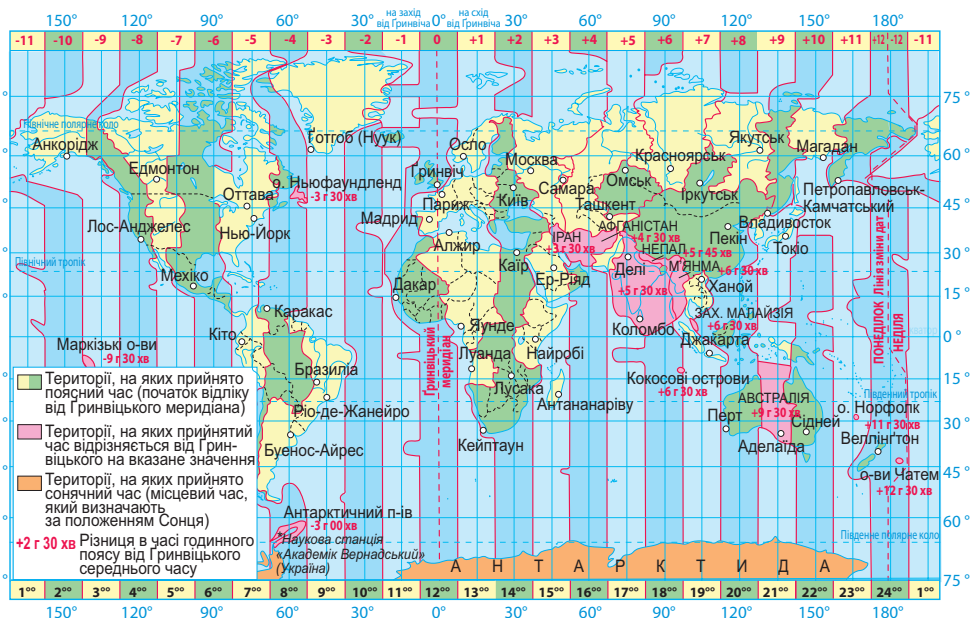 на захід
від Ґринвіча
на схід
від Ґринвіча
150° 120° 90° 60° 30° 0° 30° 60° 90° 120° 150° 180°
-11 -10 -9 -8 -7 -6 -5 -4 -3 -2 -1 0 +1 +2 +3 +4 +5 +6 +7 +8 +9 +10 +11 +12 -12 -11
75°
Північне полярне коло
Анкорідж
Ґотгоб (Нуук)
Осло
Якутськ
Магадан
60°
Едмонтон
Москва
Красноярськ
Ґринвіч
о. Ньюфаундленд
-3 г 30 хв
Оттава
Самара
Омськ
Іркутськ
Петропавловськ-
Камчатський
45°
Париж
Київ
Ташкент
Мадрид
Лос-Анджелес
Нью-Йорк
АФГАНІСТАН
+4 г 30 хв
Владивосток
ІРАН
+3 г 30 хв
Пекін
Токіо
Алжир
НЕПАЛ
+5 г 45 хв
30°
Північний тропік
Каїр
Делі
М'ЯНМА
+6 г 30 хв
Мехіко
Ер-Ріяд
Дакар
+5 г 30 хв
Ханой
15°
Каракас
ЗАХ. МАЛАЙЗІЯ
+6 г 30 хв
Кіто
Яунде
Коломбо
0°
Джакарта
Маркізькі о-ви
-9 г 30 хв
Луанда
Найробі
Ґринвіцький
меридіан
ПОНЕДІЛОК Лінія зміни дат
НЕДІЛЯ
Бразиліа
Лусака
Кокосові острови
+6 г 30 хв
15°
Південний тропік
Ріо-де-Жанейро
Антананаріву
АВСТРАЛІЯ
+9 г 30 хв
о. Норфолк
+11 г 30 хв
Перт
Сідней
30°
Буенос-Айрес
Кейптаун
Аделаїда
Веллінґтон
45°
о-ви Чатем
+12 г 30 хв
Антарктичний п-ів
-3 г 00 хв
60°
Південне полярне коло
*Наукова станція
«Академік Вернадський»
(Україна)
А Н Т А Р К Т И Д А
75°
Території, на яких прийнято
поясний час (початок відліку
від Ґринвіцького меридіана)
Території, на яких прийнятий
час відрізняється від Ґрин-
віцького на вказане значення
Території, на яких прийнято
сонячний час (місцевий час,
який визначають
за положенням Сонця)
+2 г 30 хв Різниця в часі годинного
поясу від Ґринвіцького
середнього часу
1⁰⁰ 2⁰⁰ 3⁰⁰ 4⁰⁰ 5⁰⁰ 6⁰⁰ 7⁰⁰ 8⁰⁰ 9⁰⁰ 10⁰⁰ 11⁰⁰ 12⁰⁰ 13⁰⁰ 14⁰⁰ 15⁰⁰ 16⁰⁰ 17⁰⁰ 18⁰⁰ 19⁰⁰ 20⁰⁰ 21⁰⁰ 22⁰⁰ 23⁰⁰ 24⁰⁰ 1⁰⁰
150° 120° 90° 60° 30° 0° 30° 60° 90° 120° 150° 180°